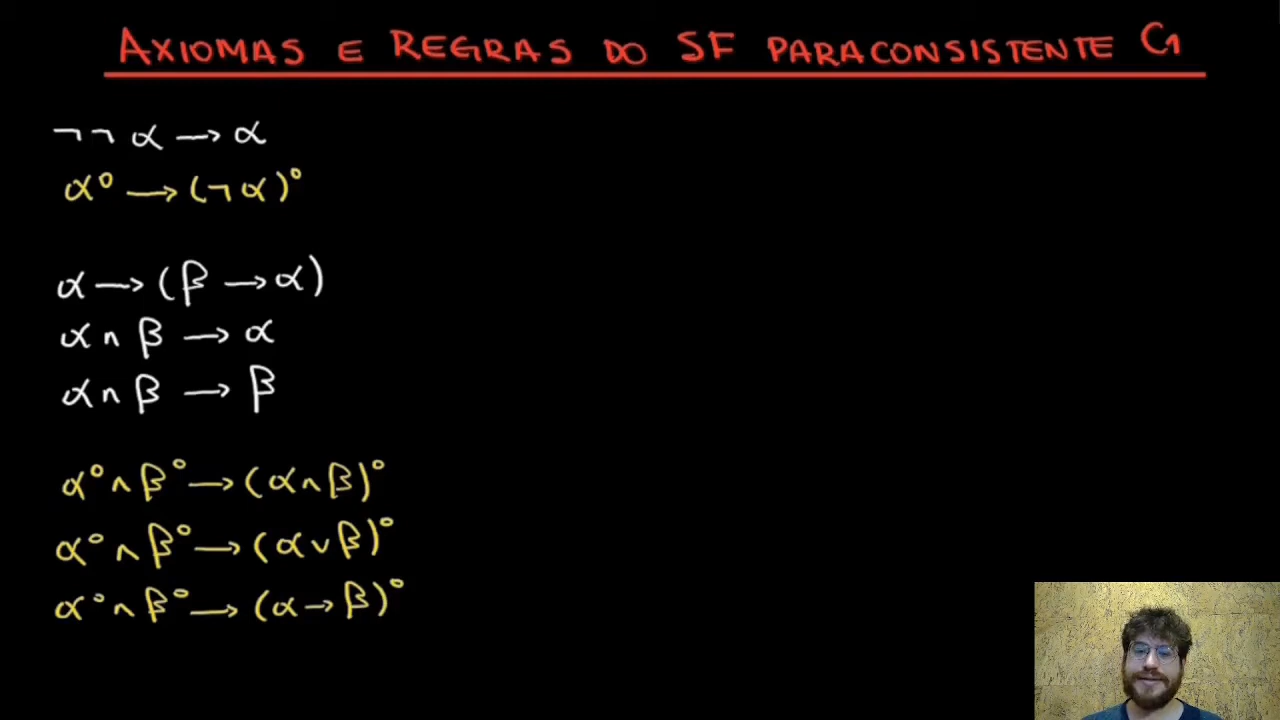 AXIOMAS E REGRAS DO SF PARACONSISTENTE C₁
¬¬α → α
α° → (¬α)°
α → (β → α)
α ∧ β → α
α ∧ β → β
α° ∧ β° → (α ∧ β)°
α° ∧ β° → (α ∨ β)°
α° ∧ β° → (α → β)°